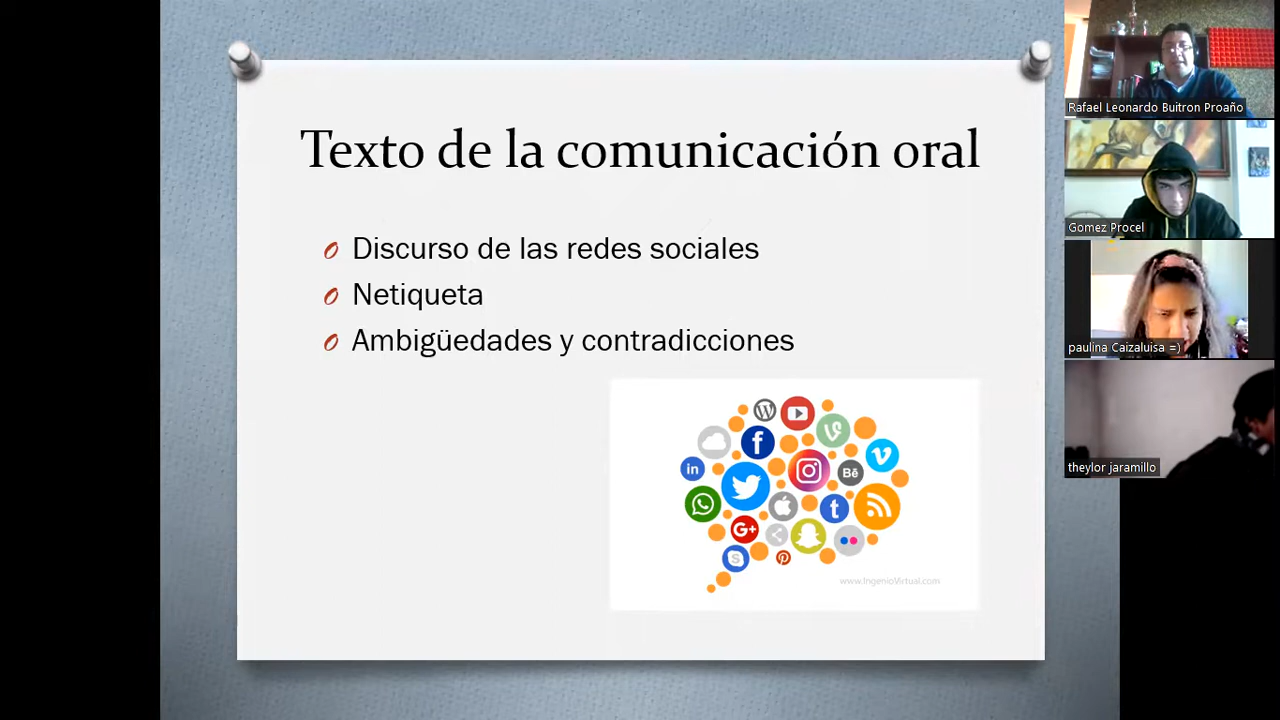 Texto de la comunicación oral
Discurso de las redes sociales
Netiqueta
Ambigüedades y contradicciones
www.IngenioVirtual.com
Rafael Leonardo Buitron Proaño
Gomez Procel
paulina Caizaluisa =)
theylor jaramillo